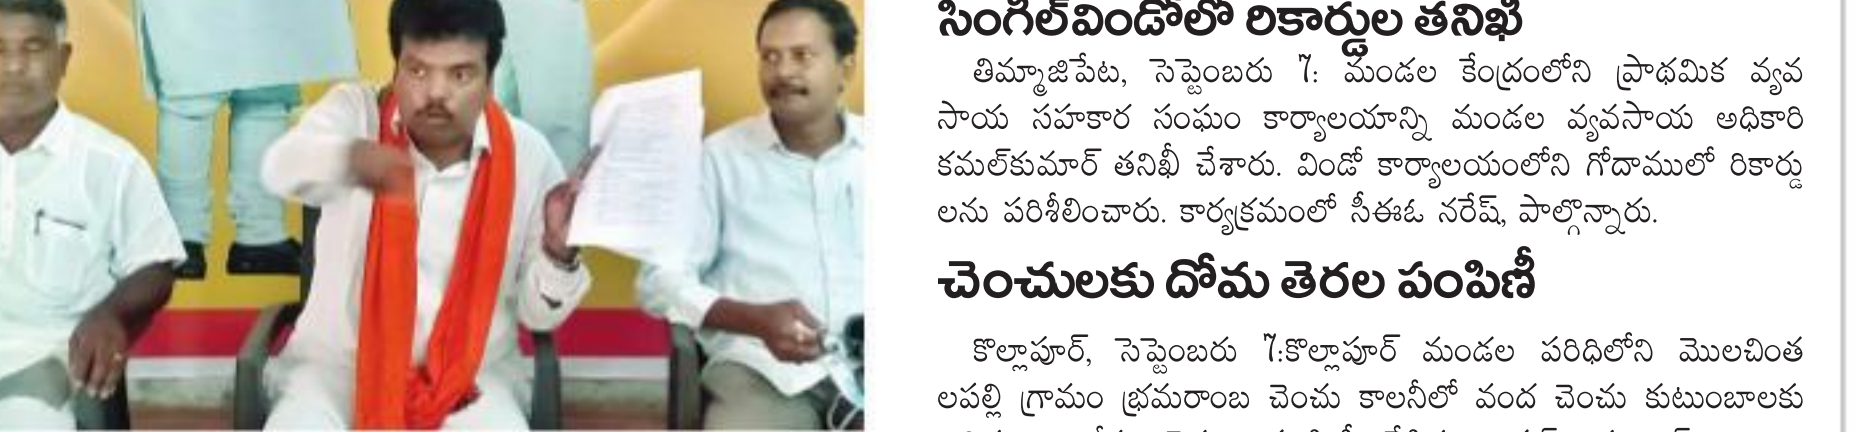 సింగిల్‌విండోలో రికార్డుల తనిఖీ
తిమ్మాజిపేట, సెప్టెంబరు 7: మండల కేంద్రంలోని ప్రాథమిక వ్యవ
సాయ సహకార సంఘం కార్యాలయాన్ని మండల వ్యవసాయ అధికారి
కమల్‌కుమార్ తనిఖీ చేశారు. విండో కార్యాలయంలోని గోదాములో రికార్డు
లను పరిశీలించారు. కార్యక్రమంలో సీఈఓ నరేష్, పాల్గొన్నారు.
చెంచులకు దోమ తెరల పంపిణీ
కొల్లాపూర్, సెప్టెంబరు 7:కొల్లాపూర్ మండల పరిధిలోని మొలచింత
లపల్లి గ్రామం భ్రమరాంబ చెంచు కాలనీలో వంద చెంచు కుటుంబాలకు